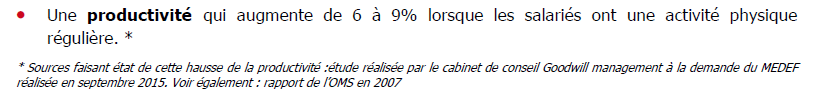 • Une productivité qui augmente de 6 à 9% lorsque les salariés ont une activité physique
régulière. *
* Sources faisant état de cette hausse de la productivité :étude réalisée par le cabinet de conseil Goodwill management à la demande du MEDEF
réalisée en septembre 2015. Voir également : rapport de l'OMS en 2007